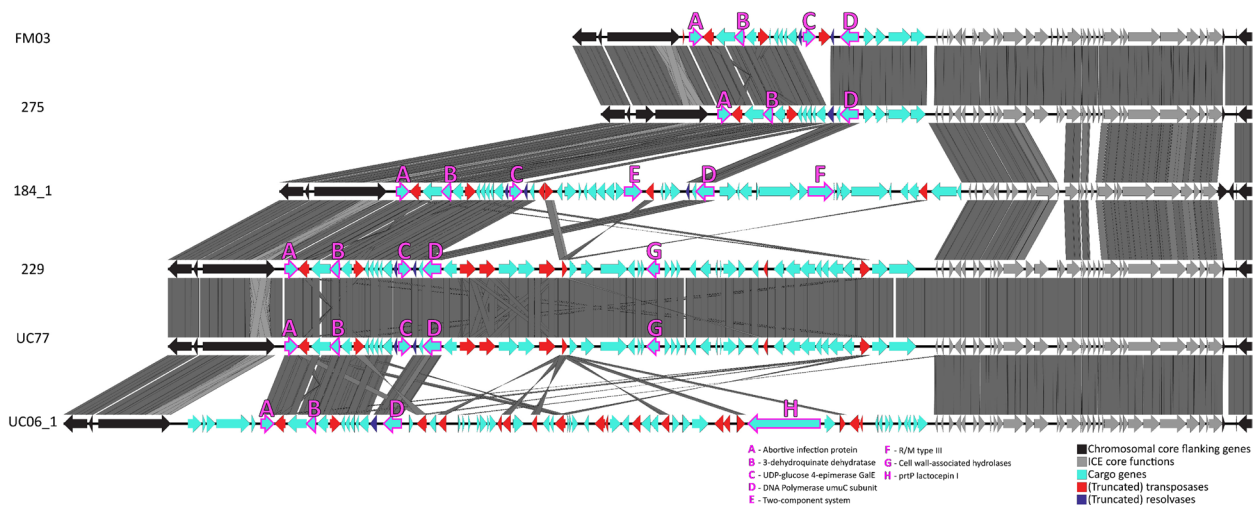 FM03
A B C D
275
A B D
184_1
A B C E D F
229
A B C D G
UC77
A B C D G
UC06_1
A B D H
A - Abortive infection protein
B - 3-dehydroquinate dehydratase
C - UDP-glucose 4-epimerase GalE
D - DNA Polymerase umuC subunit
E - Two-component system
F - R/M type III
G - Cell wall-associated hydrolases
H - prtP lactocepin I
Chromosomal core flanking genes
ICE core functions
Cargo genes
(Truncated) transposases
(Truncated) resolvases